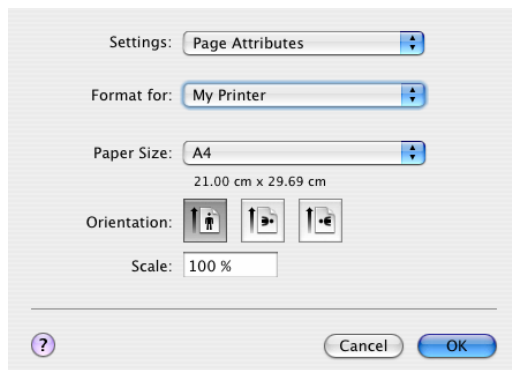 Settings: Page Attributes
Format for: My Printer
Paper Size: A4
21.00 cm x 29.69 cm
Orientation:
Scale: 100 %
? Cancel OK